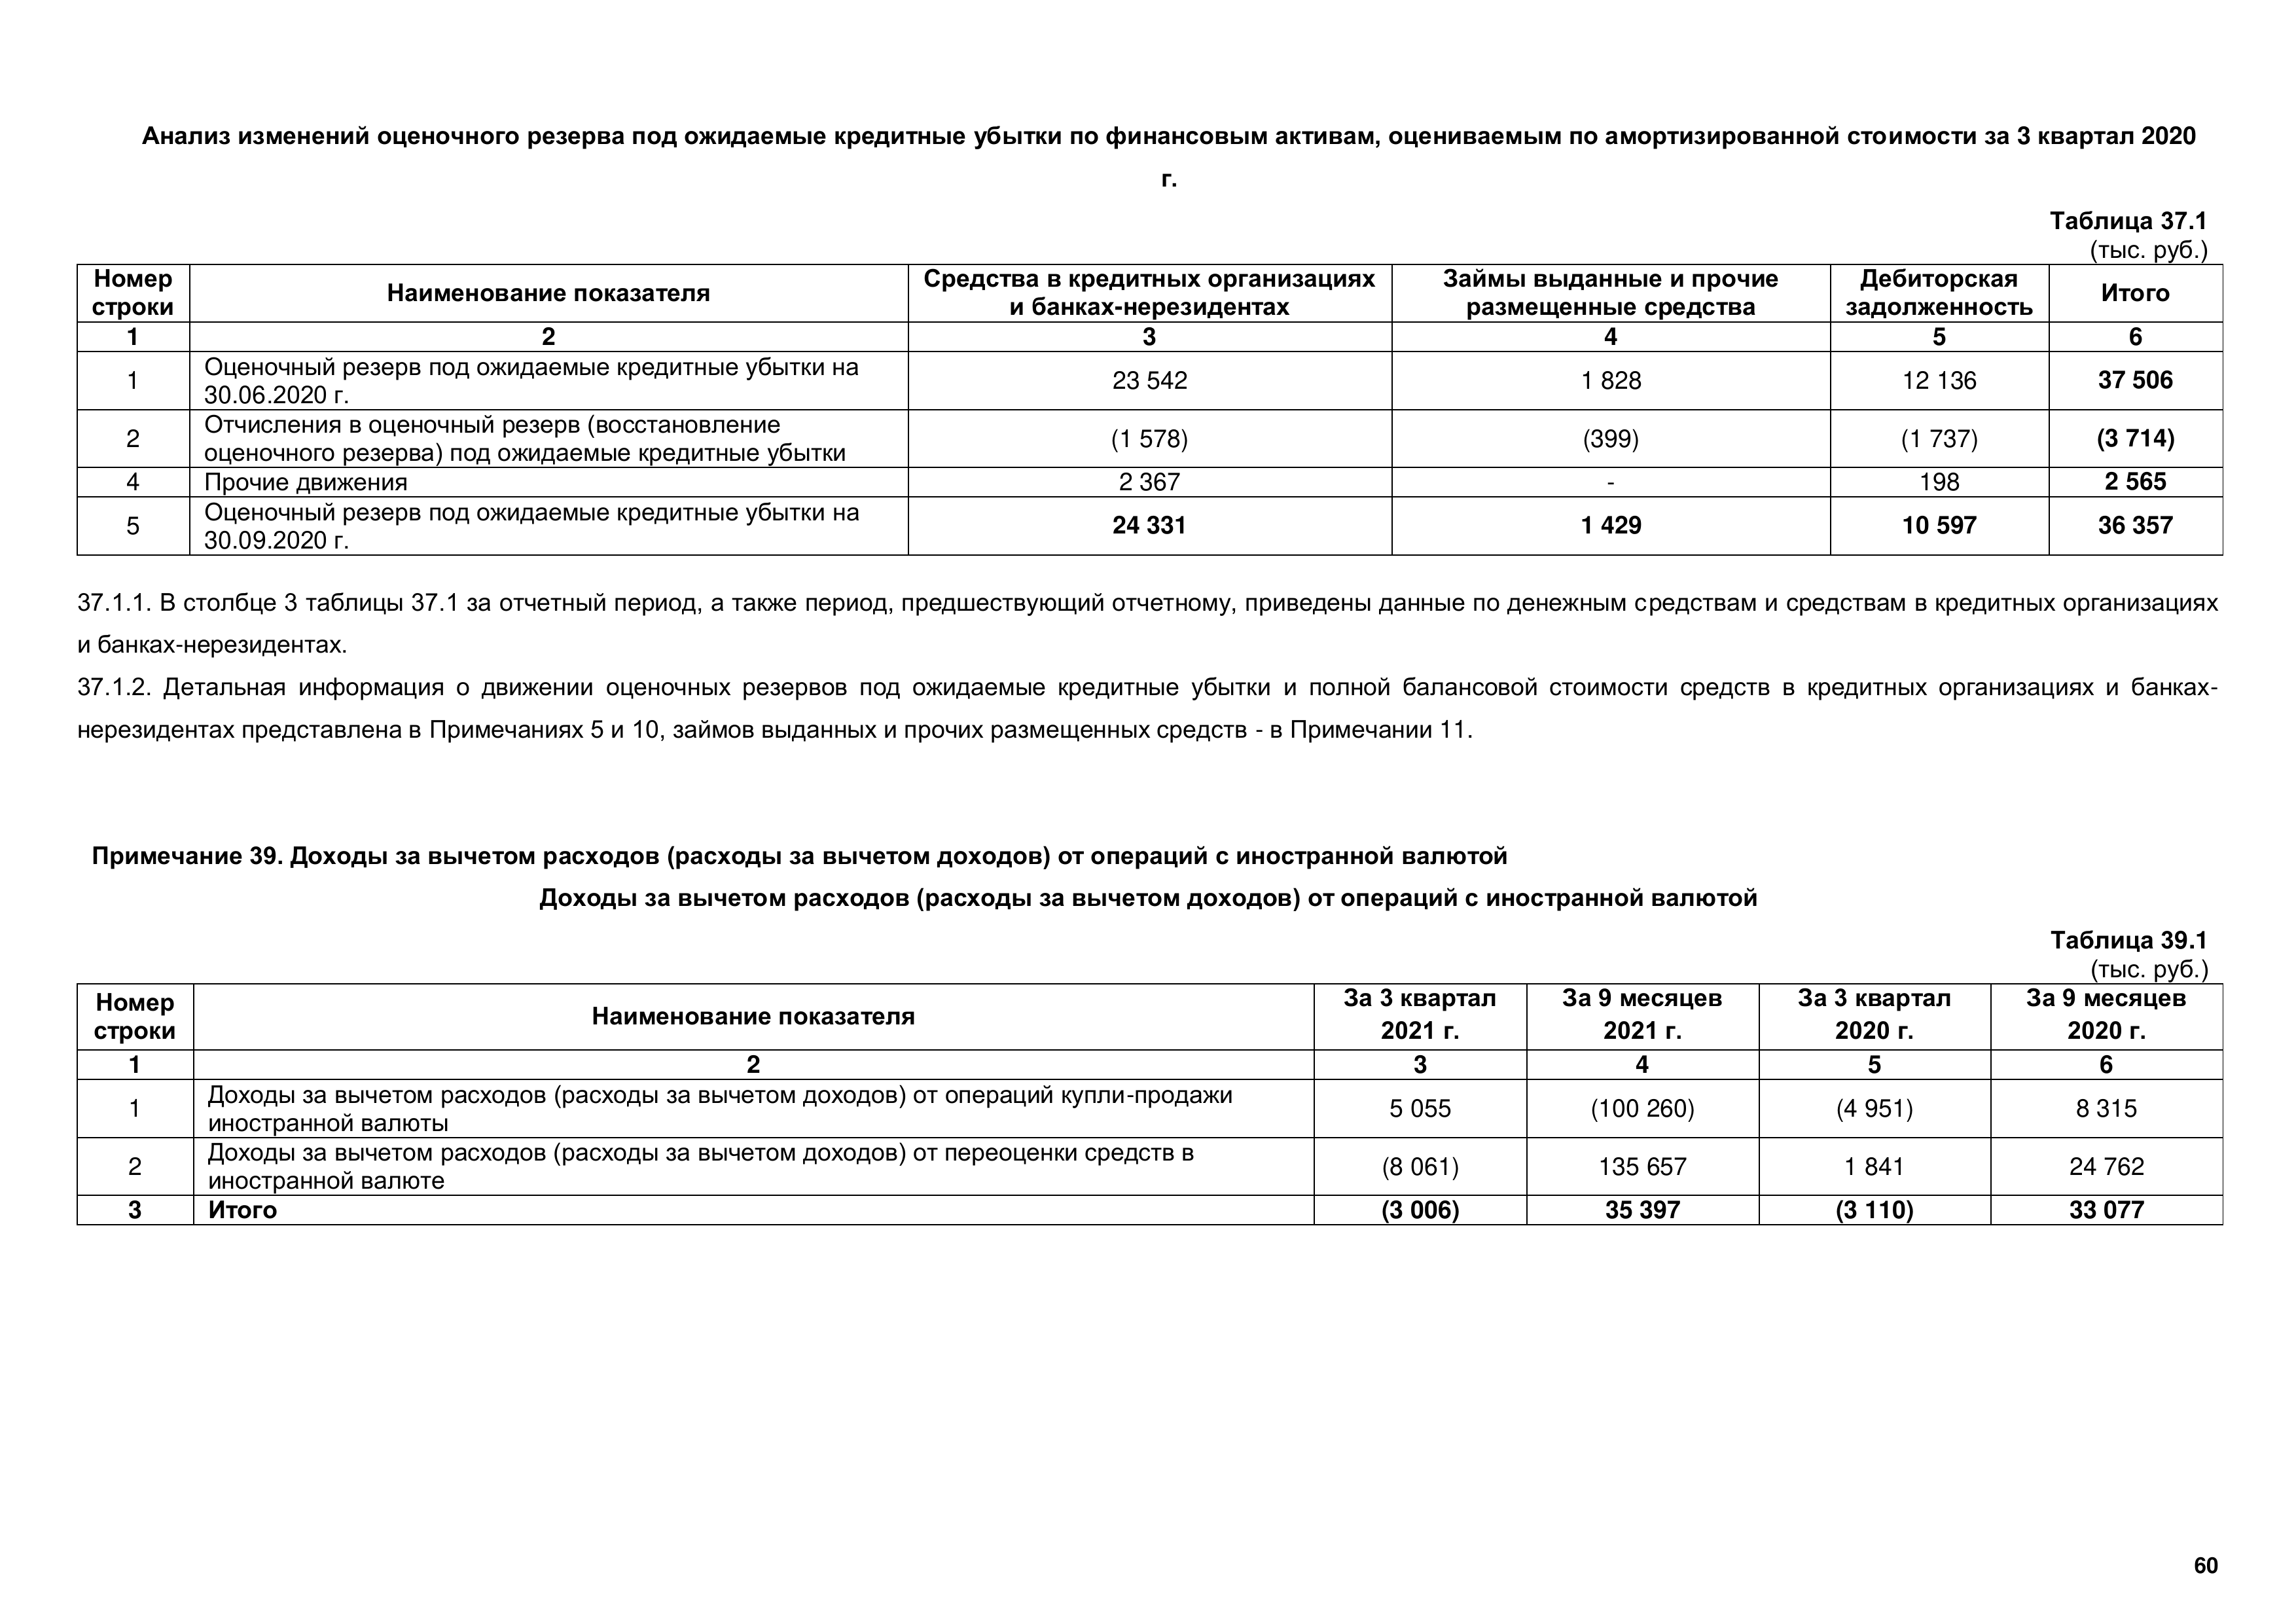 Анализ изменений оценочного резерва под ожидаемые кредитные убытки по финансовым активам, оцениваемым по амортизированной стоимости за 3 квартал 2020
г.
Таблица 37.1
(тыс. руб.)
Номер строки Наименование показателя Средства в кредитных организациях и банках-нерезидентах Займы выданные и прочие размещенные средства Дебиторская задолженность Итого
1 2 3 4 5 6
1 Оценочный резерв под ожидаемые кредитные убытки на 30.06.2020 г. 23 542 1 828 12 136 37 506
2 Отчисления в оценочный резерв (восстановление оценочного резерва) под ожидаемые кредитные убытки (1 578) (399) (1 737) (3 714)
4 Прочие движения 2 367 - 198 2 565
5 Оценочный резерв под ожидаемые кредитные убытки на 30.09.2020 г. 24 331 1 429 10 597 36 357
37.1.1. В столбце 3 таблицы 37.1 за отчетный период, а также период, предшествующий отчетному, приведены данные по денежным средствам и средствам в кредитных организациях
и банках-нерезидентах.
37.1.2. Детальная информация о движении оценочных резервов под ожидаемые кредитные убытки и полной балансовой стоимости средств в кредитных организациях и банках-
нерезидентах представлена в Примечаниях 5 и 10, займов выданных и прочих размещенных средств - в Примечании 11.
Примечание 39. Доходы за вычетом расходов (расходы за вычетом доходов) от операций с иностранной валютой
Доходы за вычетом расходов (расходы за вычетом доходов) от операций с иностранной валютой
Таблица 39.1
(тыс. руб.)
Номер строки Наименование показателя За 3 квартал 2021 г. За 9 месяцев 2021 г. За 3 квартал 2020 г. За 9 месяцев 2020 г.
1 2 3 4 5 6
1 Доходы за вычетом расходов (расходы за вычетом доходов) от операций купли-продажи иностранной валюты 5 055 (100 260) (4 951) 8 315
2 Доходы за вычетом расходов (расходы за вычетом доходов) от переоценки средств в иностранной валюте (8 061) 135 657 1 841 24 762
3 Итого (3 006) 35 397 (3 110) 33 077
60